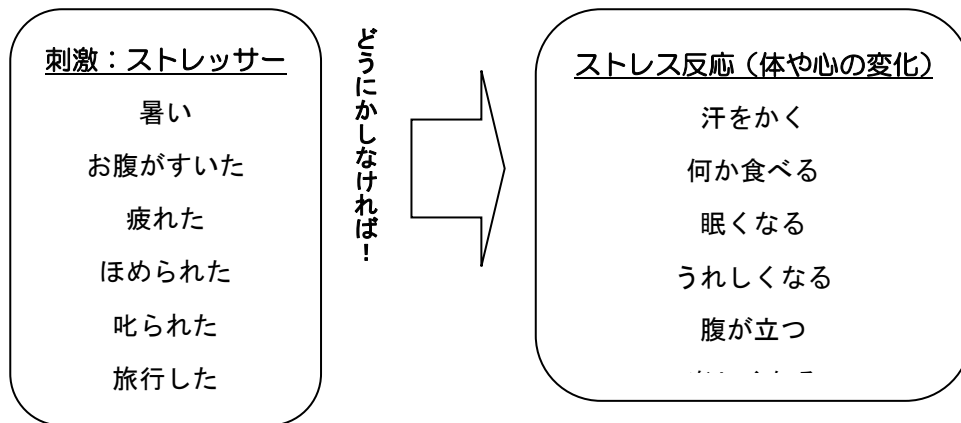 刺激：ストレッサー
暑い
お腹がすいた
疲れた
ほめられた
叱られた
旅行した
どうにかしなければ！
ストレス反応（体や心の変化）
汗をかく
何か食べる
眠くなる
うれしくなる
腹が立つ